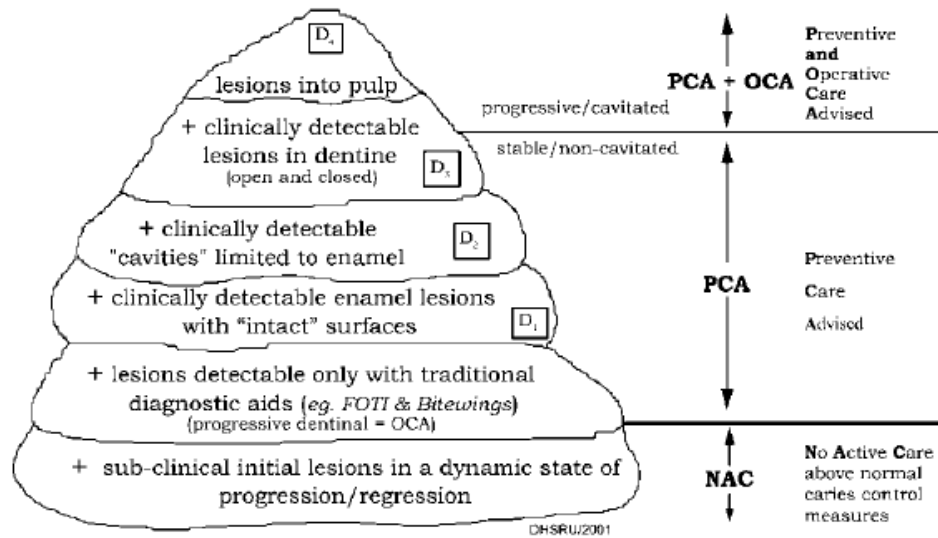 D4
lesions into pulp
+ clinically detectable
lesions in dentine
(open and closed)
D3
+ clinically detectable
"cavities" limited to enamel
D2
+ clinically detectable enamel lesions
with “intact” surfaces
D1
+ lesions detectable only with traditional
diagnostic aids (eg. FOTI & Bitewings)
(progressive dentinal = OCA)
+ sub-clinical initial lesions in a dynamic state of
progression/regression
DHSRU/2001
progressive/cavitated
stable/non-cavitated
PCA + OCA
Preventive
and
Operative
Care
Advised
PCA
Preventive
Care
Advised
NAC
No Active Care
above normal
caries control
measures